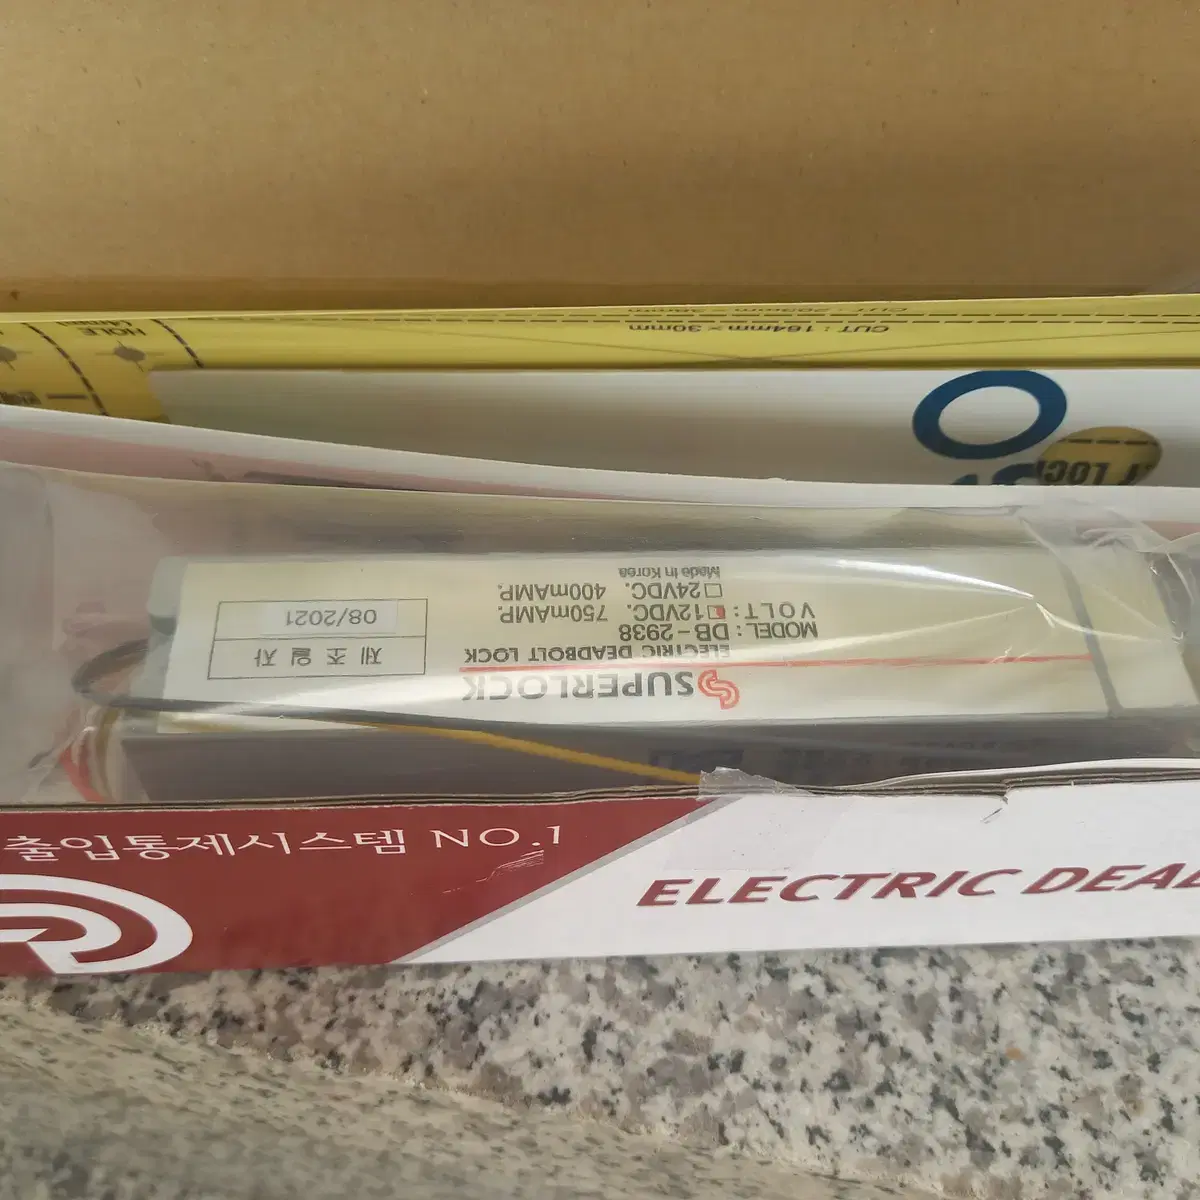 CUT : 164mm × 30mm
HOLE
T LOCK
SUPERLOCK
ELECTRIC DEADBOLT LOCK
MODEL : DB-2938
VOLT : 12VDC. 750mAMP.
24VDC. 400mAMP.
Made in Korea
제 조 일 자
08/2021
출입통제시스템 NO.1
ELECTRIC DEAD